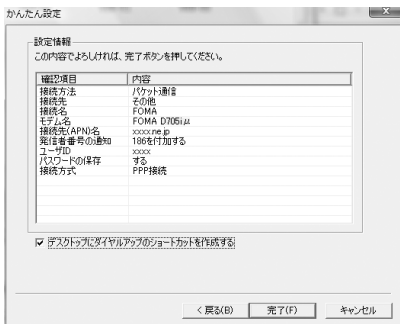 かんたん設定
設定情報
この内容でよろしければ、完了ボタンを押してください。
確認項目 内容
接続方法 パケット通信
接続先 その他
接続名 FOMA
モデム名 FOMA D705iμ
接続先(APN)名 xxxx.ne.jp
発信者番号の通知 186を付加する
ユーザID xxxx
パスワードの保存 する
接続方式 PPP接続
デスクトップにダイヤルアップのショートカットを作成する
< 戻る(B) 完了(F) キャンセル